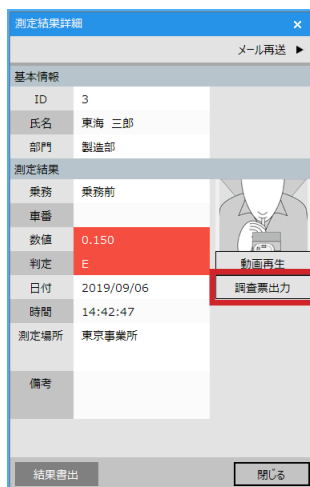 測定結果詳細 ×
メール再送 ▶
基本情報
ID 3
氏名 東海 三郎
部門 製造部
測定結果
乗務 乗務前
車番
数値 0.150
判定 E
動画再生
日付 2019/09/06
調査票出力
時間 14:42:47
測定場所 東京事業所
備考
結果書出
閉じる